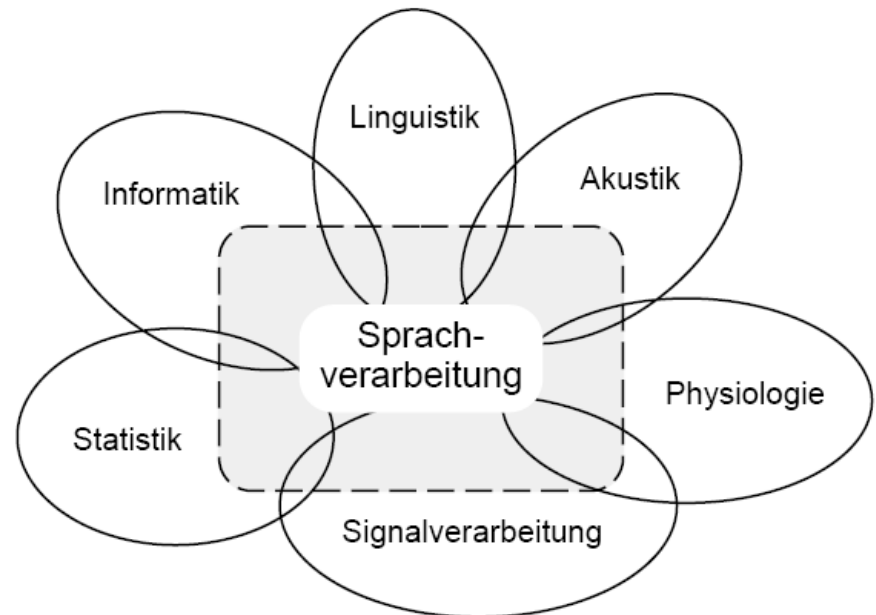 Linguistik
Akustik
Informatik
Sprach-
verarbeitung
Physiologie
Statistik
Signalverarbeitung